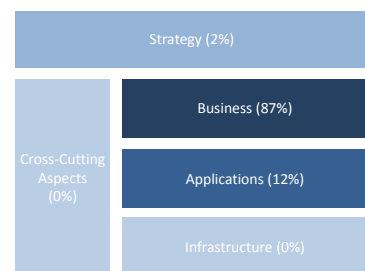 Strategy (2%)
Business (87%)
Cross-Cutting
Aspects
(0%)
Applications (12%)
Infrastructure (0%)